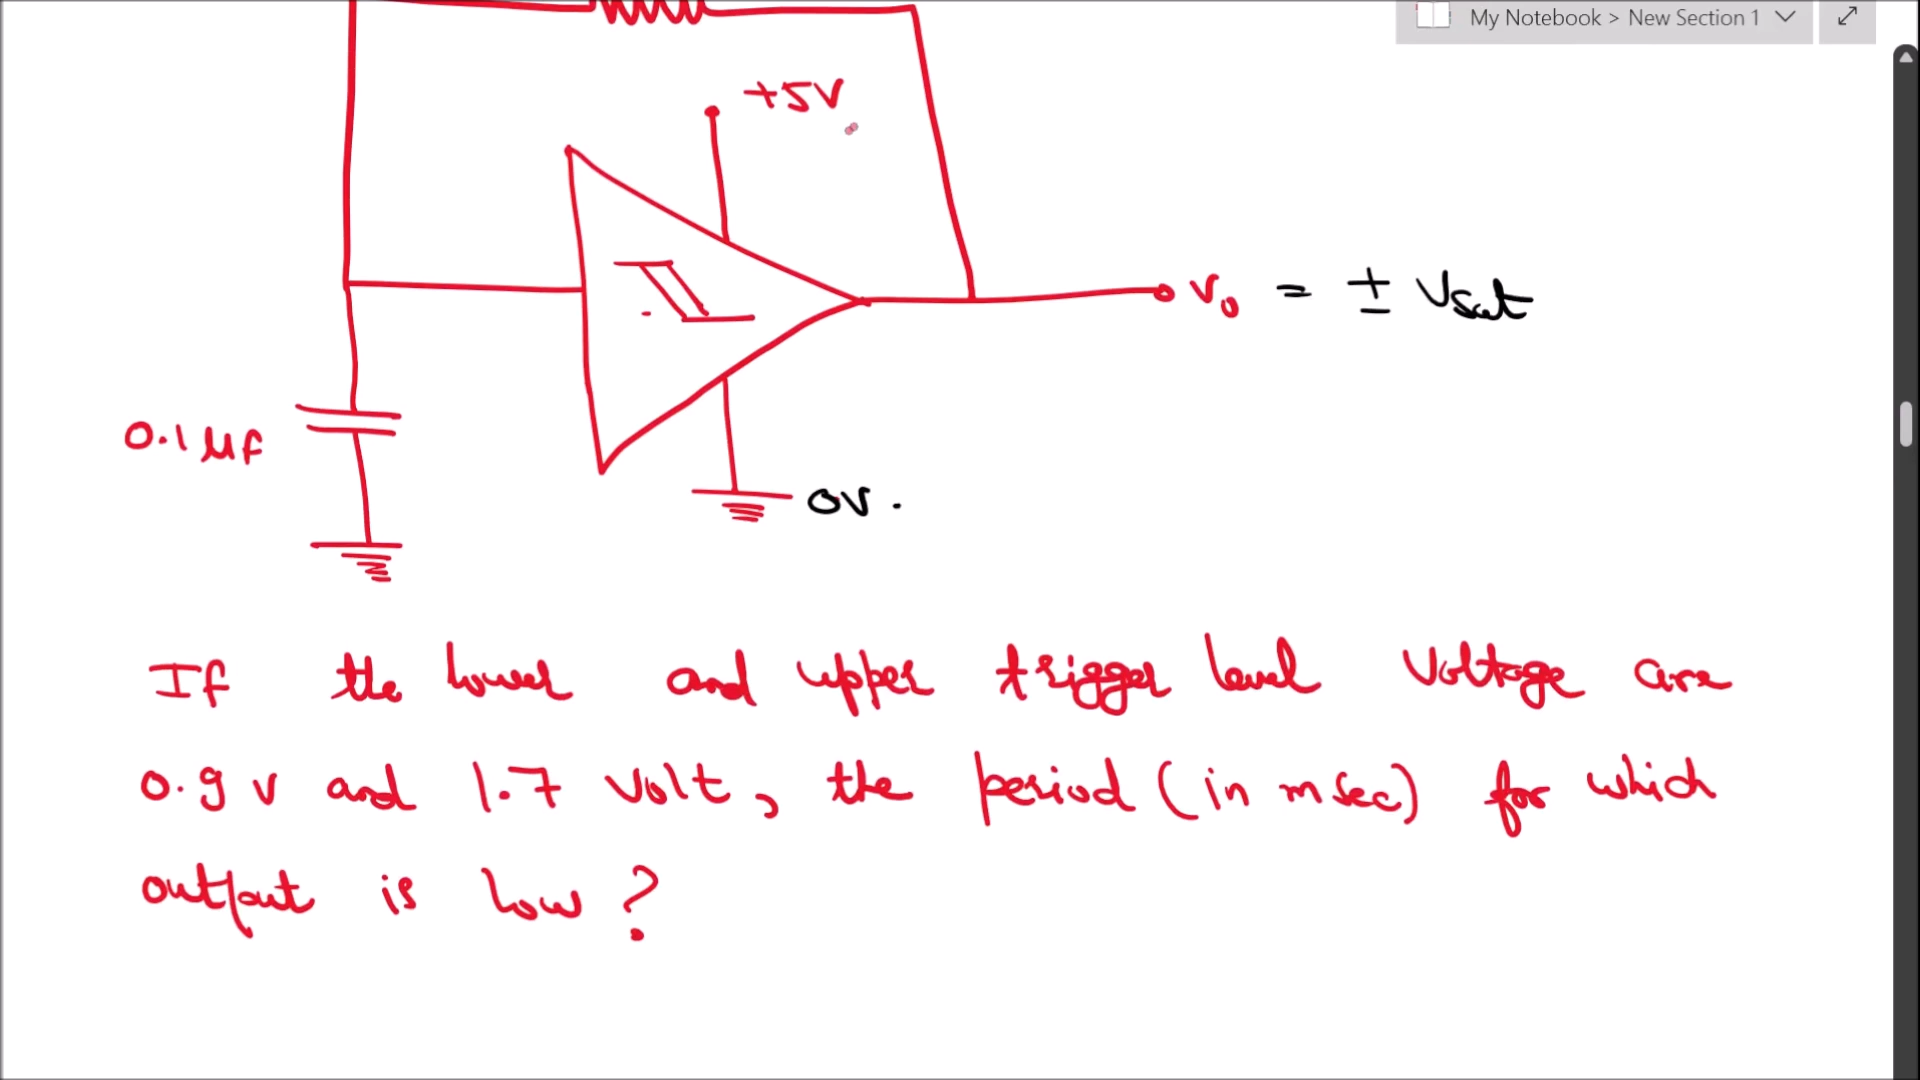 My Notebook > New Section 1
+5V
Vo = ± Vsat
0.1 μf
0V.
If the lower and upper trigger level Voltage are
0.9 v and 1.7 Volt, the period (in msec) for which
output is low ?